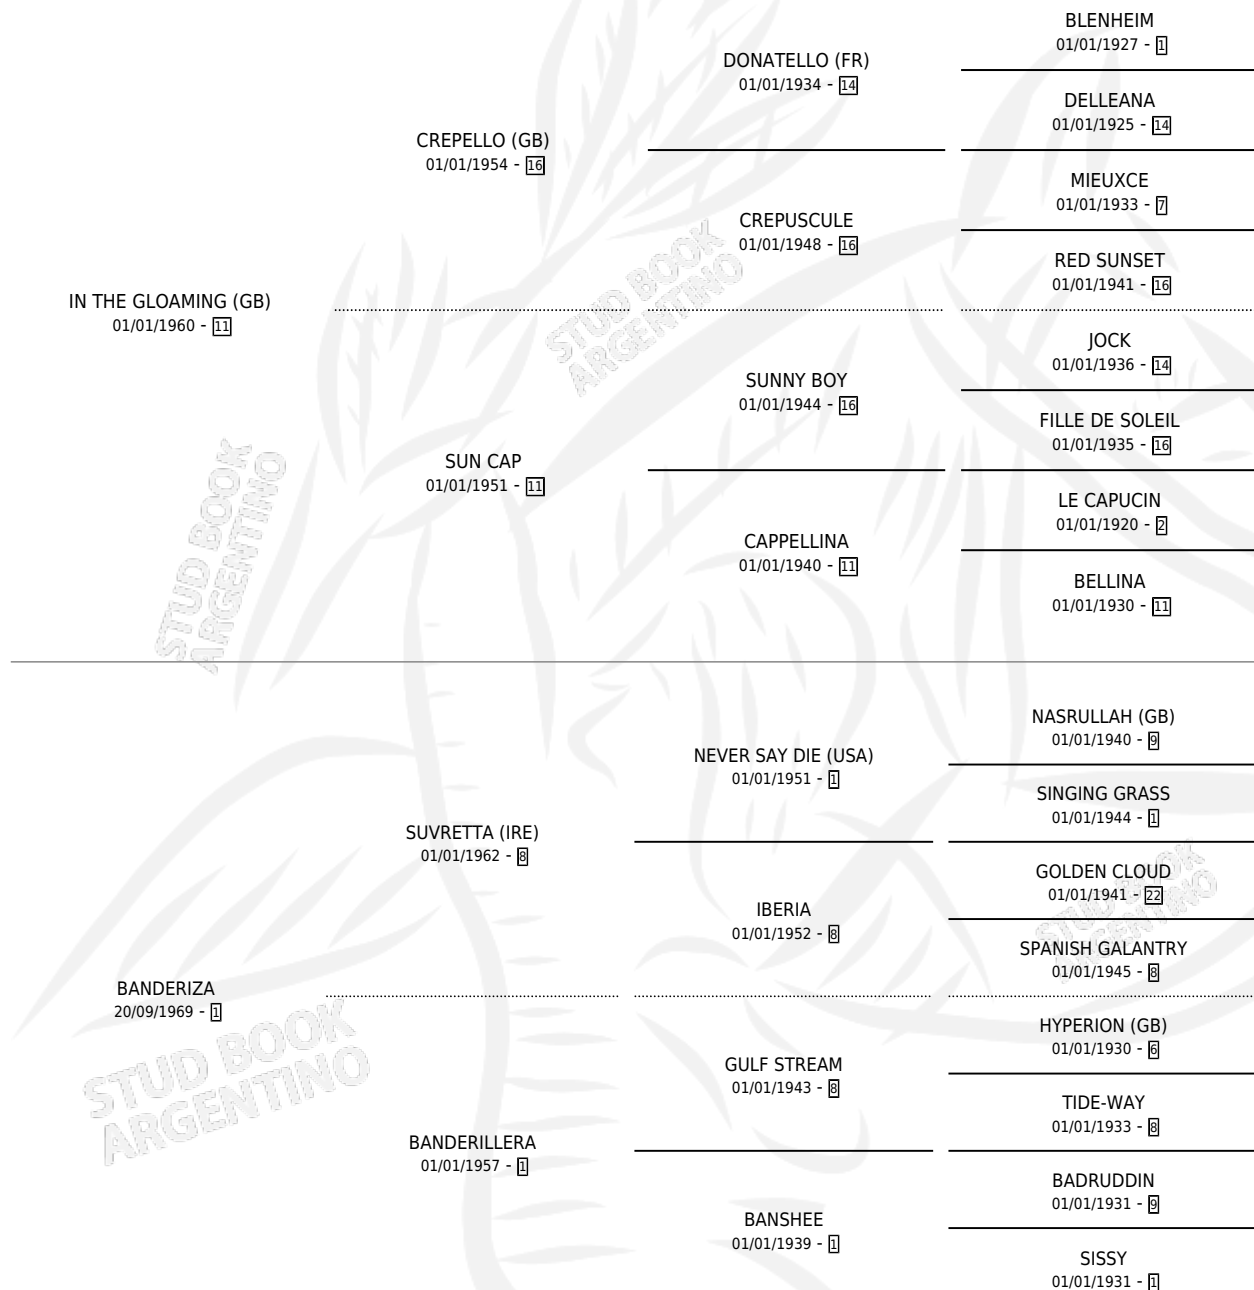 BLENHEIM
01/01/1927 - 1
DONATELLO (FR)
01/01/1934 - 14
DELLEANA
01/01/1925 - 14
CREPELLO (GB)
01/01/1954 - 16
MIEUXCE
01/01/1933 - 7
CREPUSCULE
01/01/1948 - 16
RED SUNSET
01/01/1941 - 16
IN THE GLOAMING (GB)
01/01/1960 - 11
STUD BOOK
ARGENTINO
JOCK
01/01/1936 - 14
SUNNY BOY
01/01/1944 - 16
FILLE DE SOLEIL
01/01/1935 - 16
SUN CAP
01/01/1951 - 11
LE CAPUCIN
01/01/1920 - 2
CAPPELLINA
01/01/1940 - 11
BELLINA
01/01/1930 - 11
STUD BOOK
ARGENTINO
NASRULLAH (GB)
01/01/1940 - 9
NEVER SAY DIE (USA)
01/01/1951 - 1
SINGING GRASS
01/01/1944 - 1
SUVRETTA (IRE)
01/01/1962 - 8
GOLDEN CLOUD
01/01/1941 - 22
IBERIA
01/01/1952 - 8
SPANISH GALANTRY
01/01/1945 - 8
STUD BOOK
ARGENTINO
BANDERIZA
20/09/1969 - 1
HYPERION (GB)
01/01/1930 - 6
GULF STREAM
01/01/1943 - 8
TIDE-WAY
01/01/1933 - 8
STUD BOOK
ARGENTINO
BANDERILLERA
01/01/1957 - 1
BADRUDDIN
01/01/1931 - 9
BANSHEE
01/01/1939 - 1
SISSY
01/01/1931 - 1